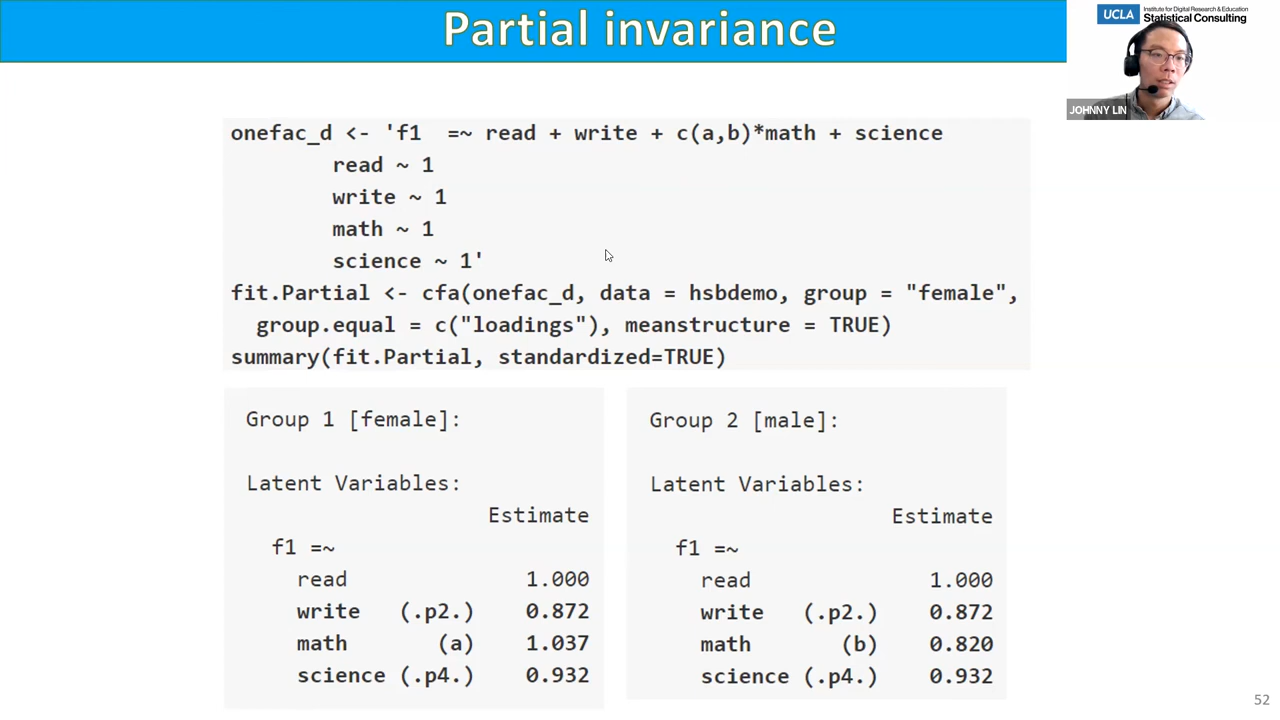 Partial invariance
UCLA Institute for Digital Research & Education
Statistical Consulting
JOHNNY LIN
onefac_d <- 'f1 =~ read + write + c(a,b)*math + science
read ~ 1
write ~ 1
math ~ 1
science ~ 1'
fit.Partial <- cfa(onefac_d, data = hsbdemo, group = "female",
group.equal = c("loadings"), meanstructure = TRUE)
summary(fit.Partial, standardized=TRUE)
Group 1 [female]:
Latent Variables:
Estimate
f1 =~
read 1.000
write (.p2.) 0.872
math (a) 1.037
science (.p4.) 0.932
Group 2 [male]:
Latent Variables:
Estimate
f1 =~
read 1.000
write (.p2.) 0.872
math (b) 0.820
science (.p4.) 0.932
52